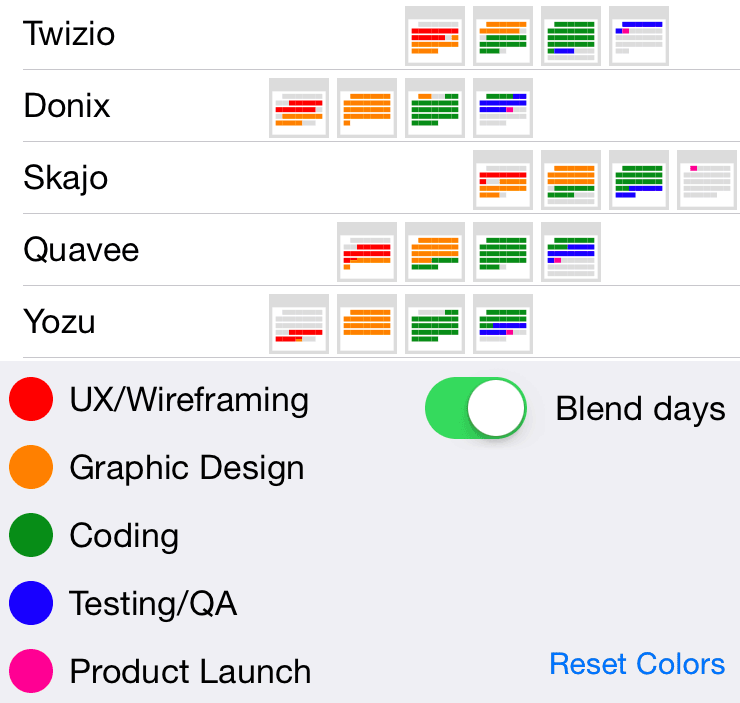 Twizio
Donix
Skajo
Quavee
Yozu
UX/Wireframing
Blend days
Graphic Design
Coding
Testing/QA
Product Launch
Reset Colors